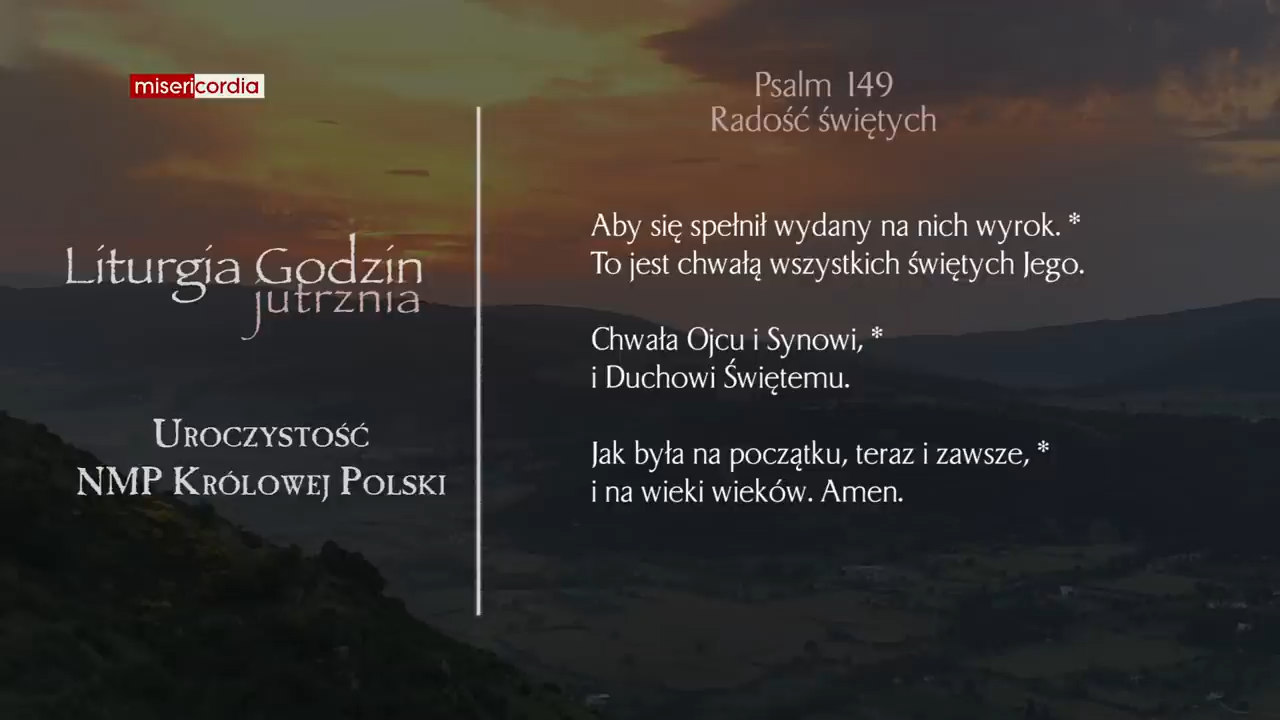 misericordia
Liturgia Godzin
jutrznia
Uroczystość
NMP Królowej Polski
Psalm 149
Radość świętych
Aby się spełnił wydany na nich wyrok. *
To jest chwałą wszystkich świętych Jego.
Chwała Ojcu i Synowi, *
i Duchowi Świętemu.
Jak była na początku, teraz i zawsze, *
i na wieki wieków. Amen.